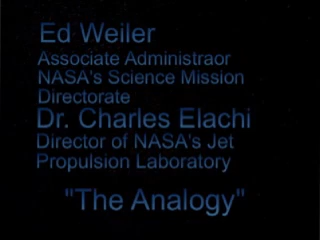 Ed Weiler
Associate Administraor
NASA's Science Mission
Directorate
Dr. Charles Elachi
Director of NASA's Jet
Propulsion Laboratory
"The Analogy"